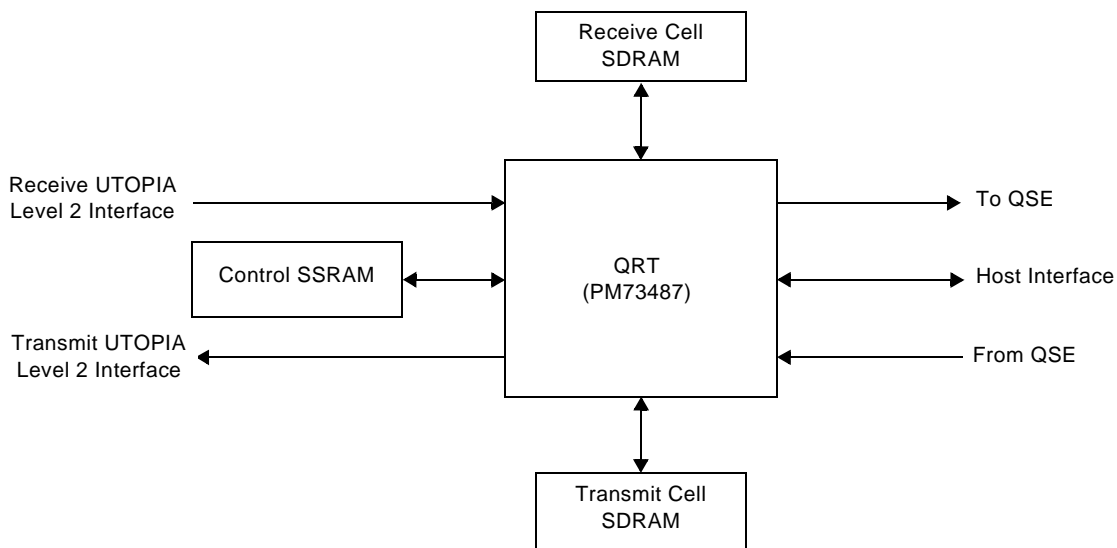 Receive Cell
SDRAM
Receive UTOPIA
Level 2 Interface
To QSE
Control SSRAM
QRT
(PM73487)
Host Interface
Transmit UTOPIA
Level 2 Interface
From QSE
Transmit Cell
SDRAM